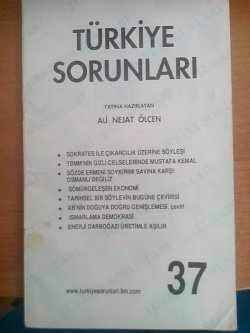 TÜRKİYE
SORUNLARI
YAYINA HAZIRLAYAN
ALİ NEJAT ÖLÇEN
• SOKRATES İLE ÇIKARCILIK ÜZERİNE SÖYLEŞİ
• TBMM'NİN GİZLİ CELSELERİNDE MUSTAFA KEMAL
• SÖZDE ERMENİ SOYKIRIMI SAVINA KARŞI:
OSMANLI DEĞİLİZ
• SÖMÜRGELEŞEN EKONOMİ
• TARİHSEL BİR SÖYLEVİN BUGÜNE ÇEVİRİSİ
• AB'NİN DOĞUYA DOĞRU GENİŞLEMESİ, çeviri
• ISMARLAMA DEMOKRASİ
• ENERJİ DARBOĞAZI ÜRETİMLE AŞILIR
37
www.turkiyesorunlari.8m.com